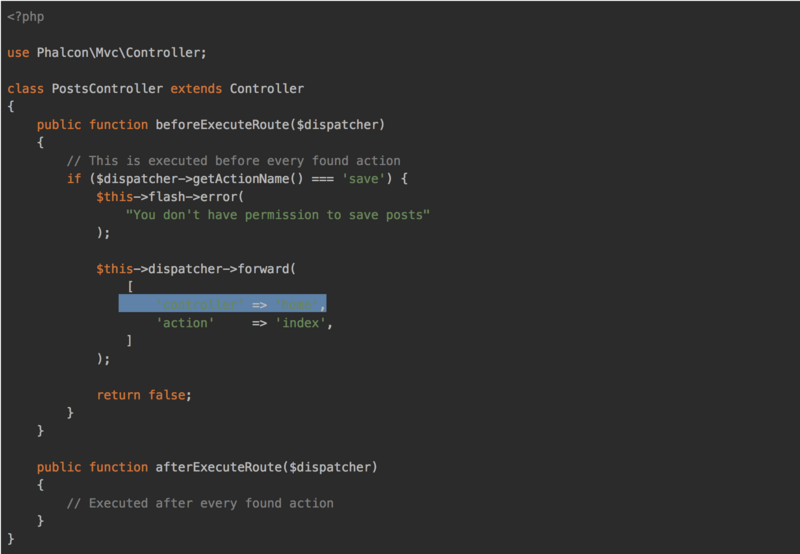 <?php
use Phalcon\Mvc\Controller;
class PostsController extends Controller
{
public function beforeExecuteRoute($dispatcher)
{
// This is executed before every found action
if ($dispatcher->getActionName() === 'save') {
$this->flash->error(
"You don't have permission to save posts"
);
$this->dispatcher->forward(
[
'controller' => 'home',
'action'     => 'index',
]
);
return false;
}
}
public function afterExecuteRoute($dispatcher)
{
// Executed after every found action
}
}